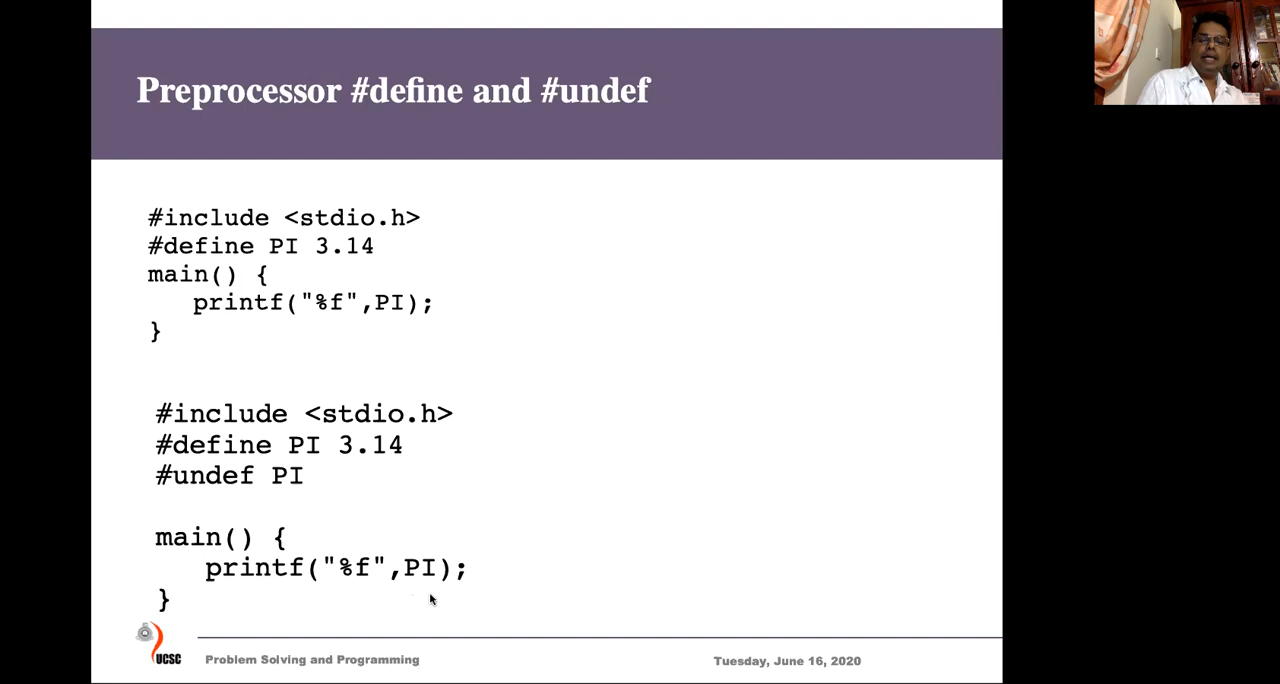 Preprocessor #define and #undef
#include <stdio.h>
#define PI 3.14
main() {
printf("%f",PI);
}
#include <stdio.h>
#define PI 3.14
#undef PI
main() {
printf("%f",PI);
}
UCSC
Problem Solving and Programming
Tuesday, June 16, 2020